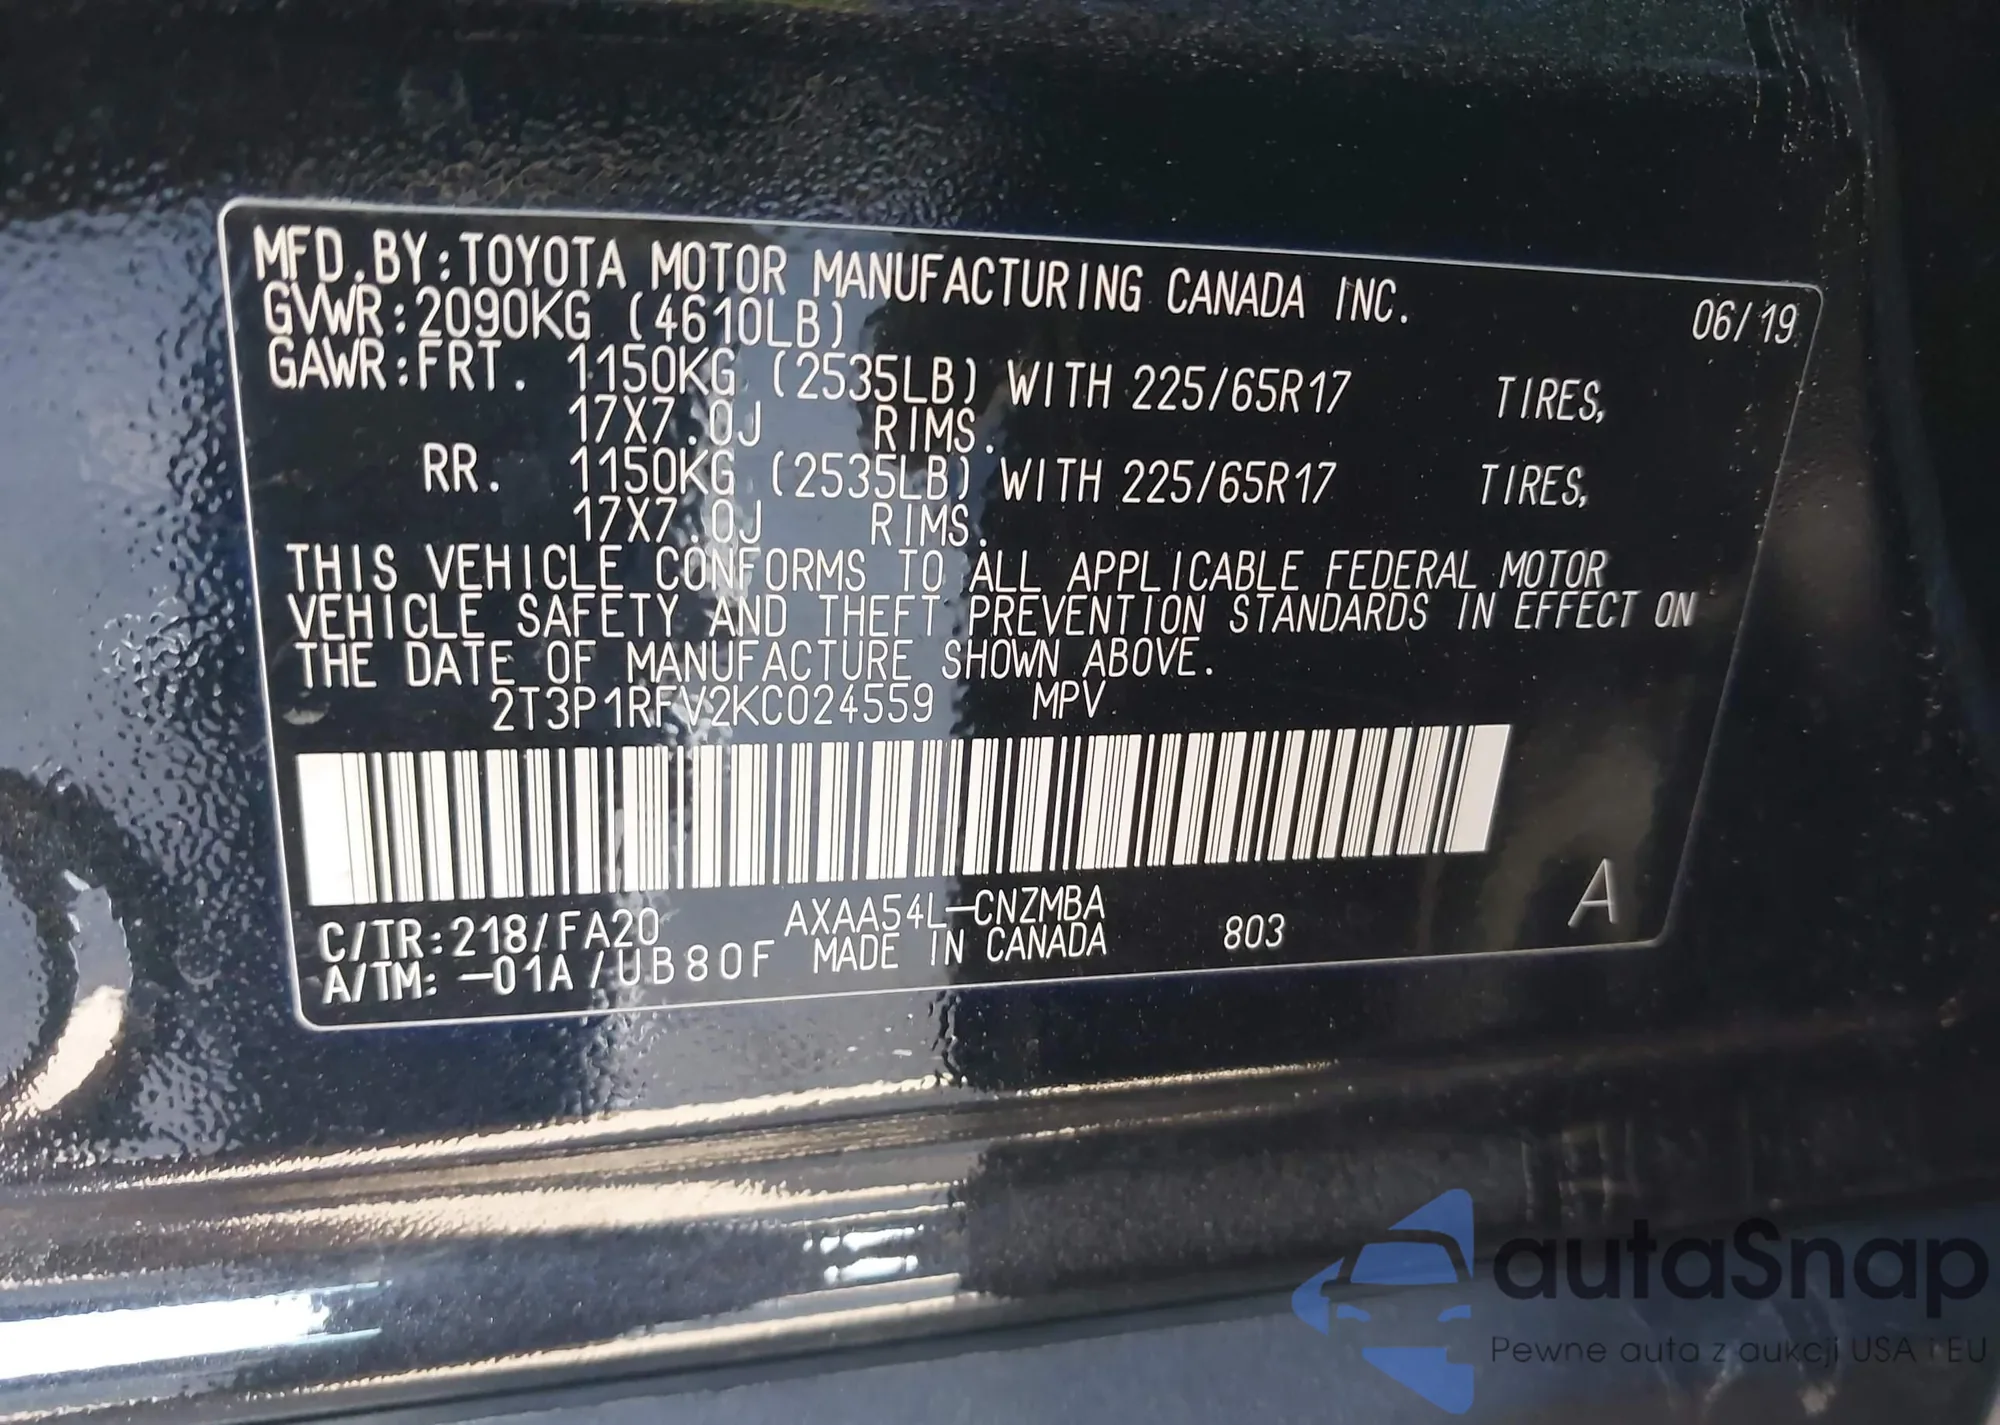 MFD.BY:TOYOTA MOTOR MANUFACTURING CANADA INC. 06/19
GVWR:2090KG (4610LB)
GAWR:FRT. 1150KG (2535LB) WITH 225/65R17 TIRES,
17X7.0J RIMS.
RR. 1150KG (2535LB) WITH 225/65R17 TIRES,
17X7.0J RIMS.
THIS VEHICLE CONFORMS TO ALL APPLICABLE FEDERAL MOTOR
VEHICLE SAFETY AND THEFT PREVENTION STANDARDS IN EFFECT ON
THE DATE OF MANUFACTURE SHOWN ABOVE.
2T3P1RFV2KC024559 MPV
C/TR:218/FA20 AXAA54L-CNZMBA
A/TM: -01A/UB80F MADE IN CANADA 803 A
autaSnap
Pewne auta z aukcji USA i EU